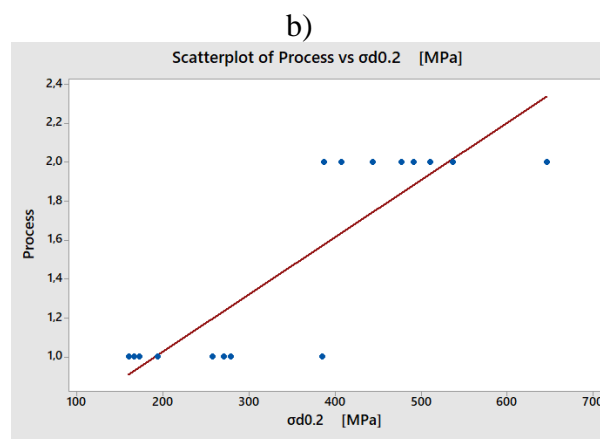 b)
Scatterplot of Process vs σd0.2 [MPa]
2,4
2,2
2,0
1,8
1,6
1,4
1,2
1,0
Process
100 200 300 400 500 600 700
σd0.2 [MPa]